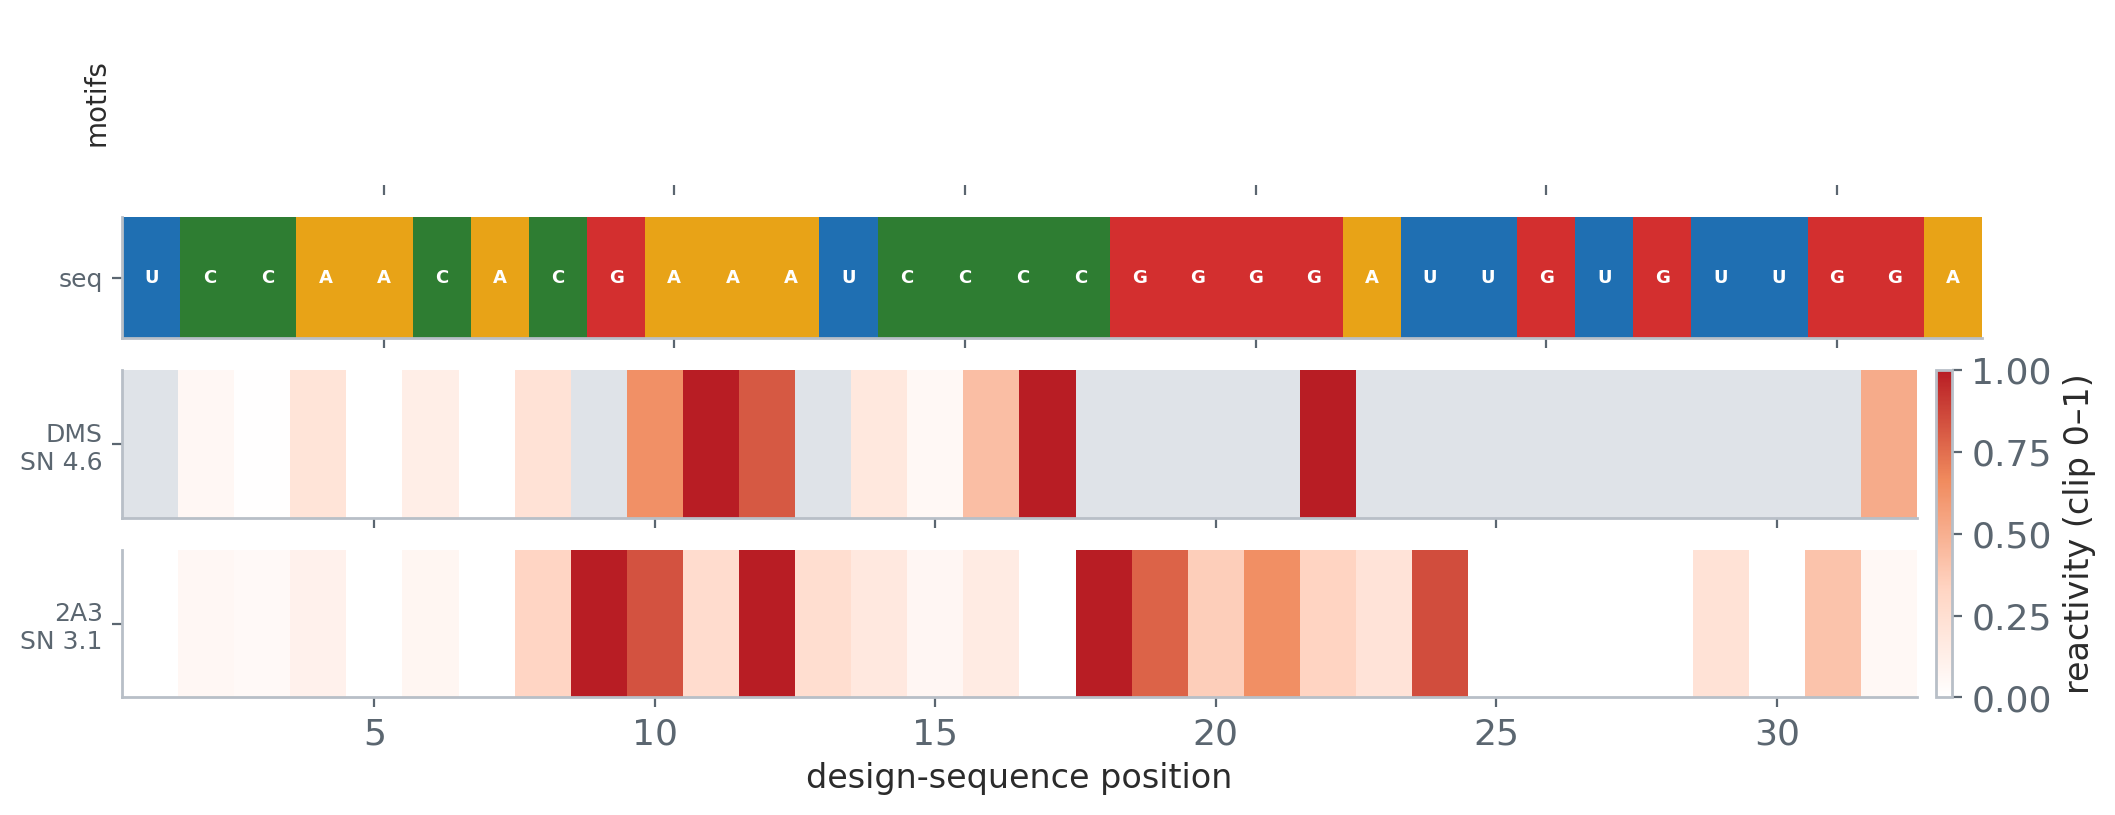 motifs
seq
U C C A A C A C G A A A U C C C C G G G G A U U G U G U U G G A
DMS
SN 4.6
2A3
SN 3.1
1.00
0.75
0.50
0.25
0.00
reactivity (clip 0–1)
5 10 15 20 25 30
design-sequence position